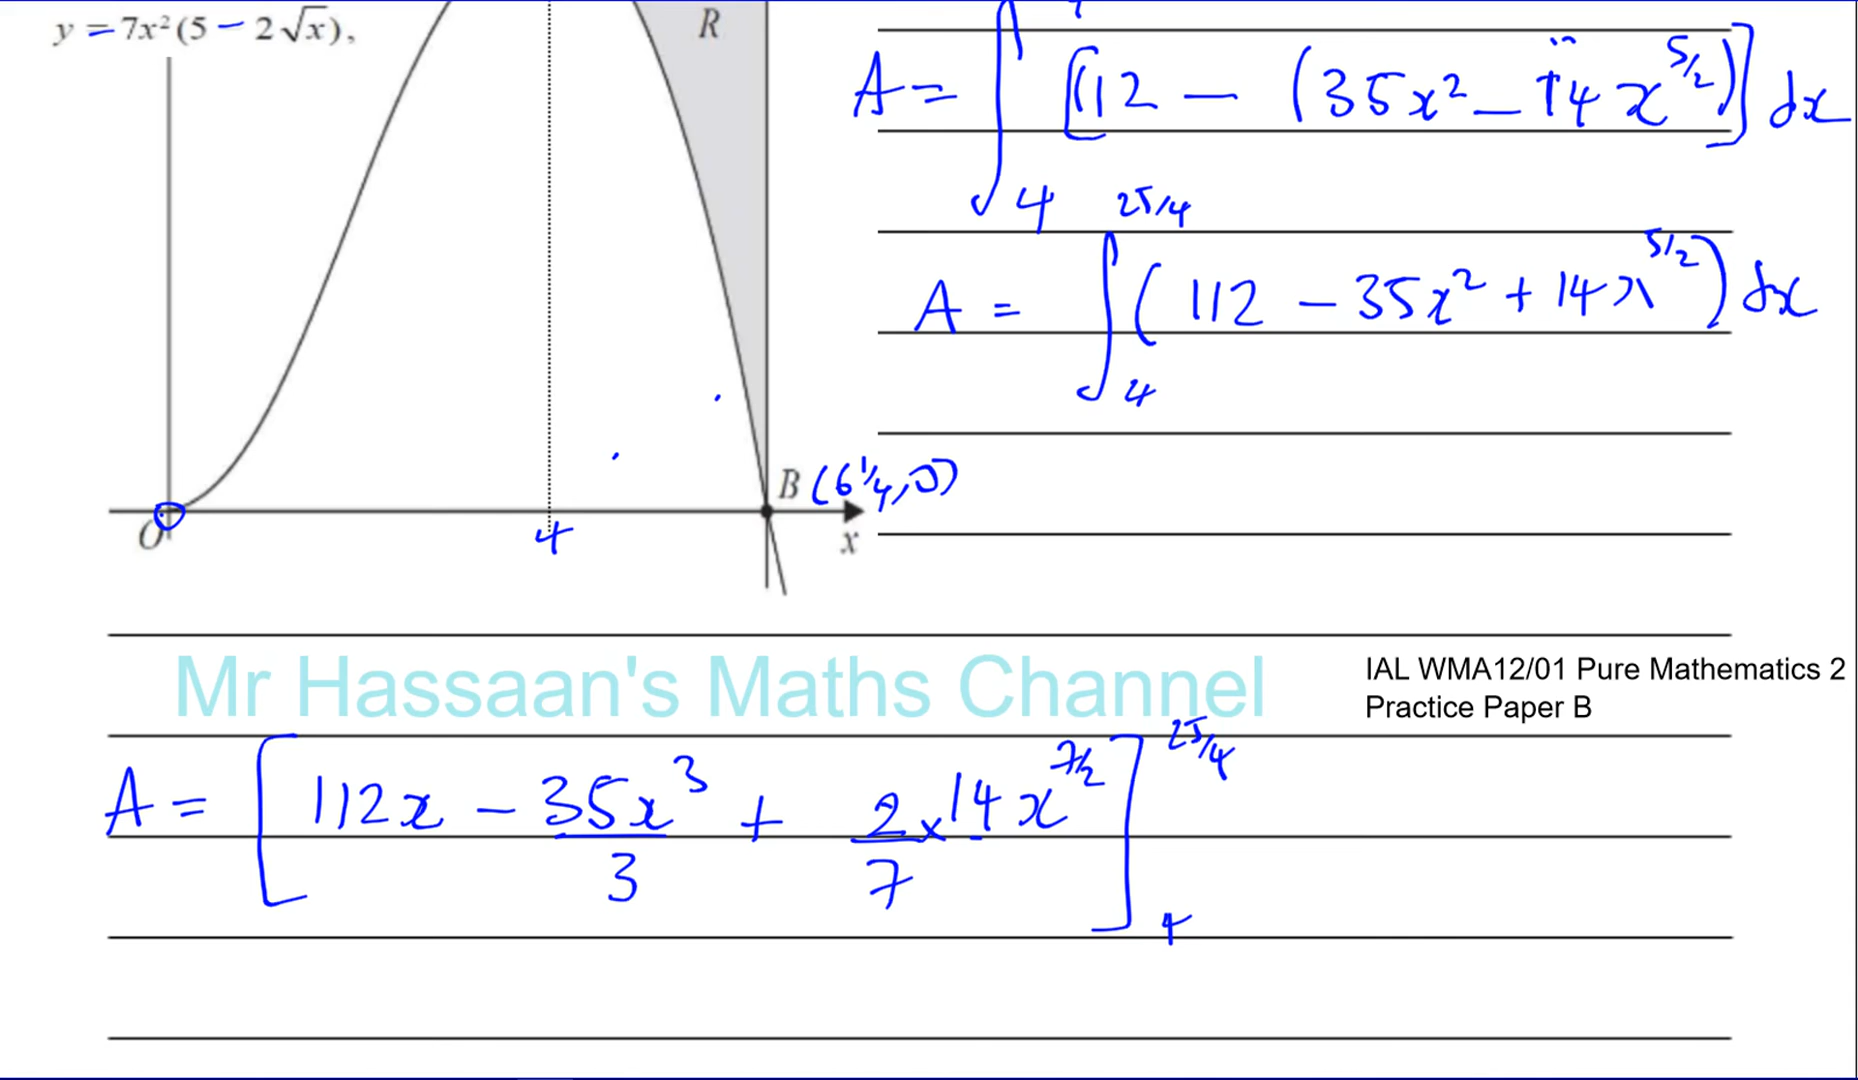 y = 7x²(5 − 2√x),
R
A = ∫₄ [112 − (35x² − 14x^5/2)] dx
25/4
A = ∫₄ (112 − 35x² + 14x^5/2) dx
B (6 1/4, 0)
O
4
x
Mr Hassaan's Maths Channel
IAL WMA12/01 Pure Mathematics 2
Practice Paper B
A = [112x − 35x³/3 + 2/7 × 14x^7/2]₄^25/4